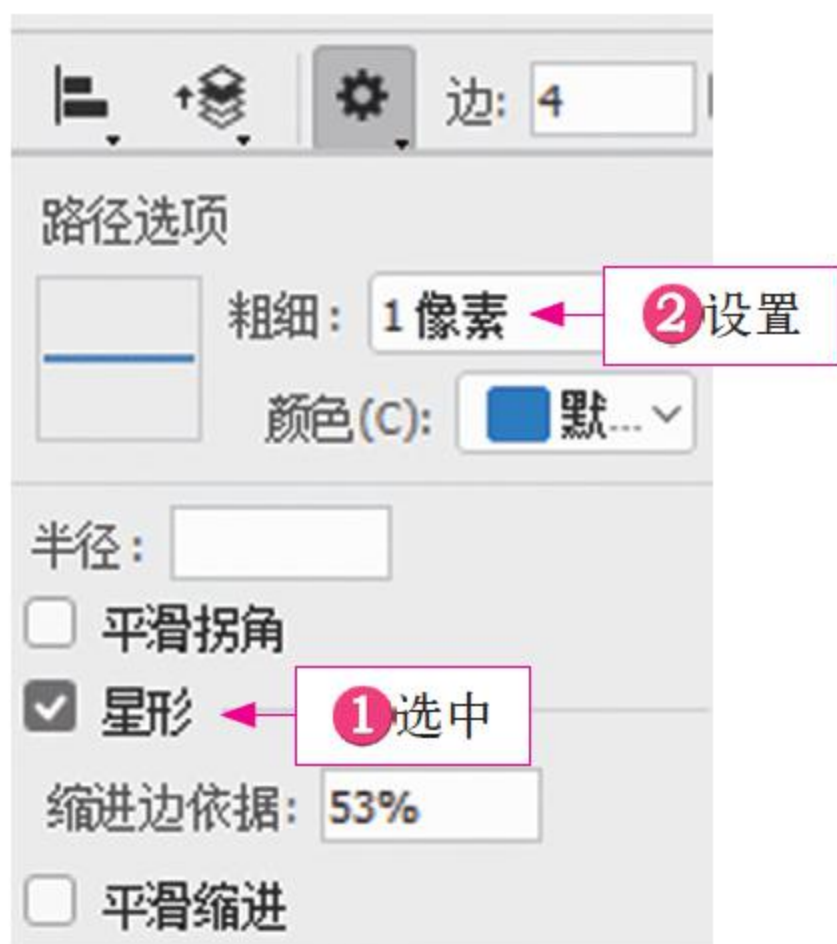 边: 4
路径选项
粗细: 1 像素 2 设置
颜色(C): 默...
半径:
平滑拐角
星形 1 选中
缩进边依据: 53%
平滑缩进